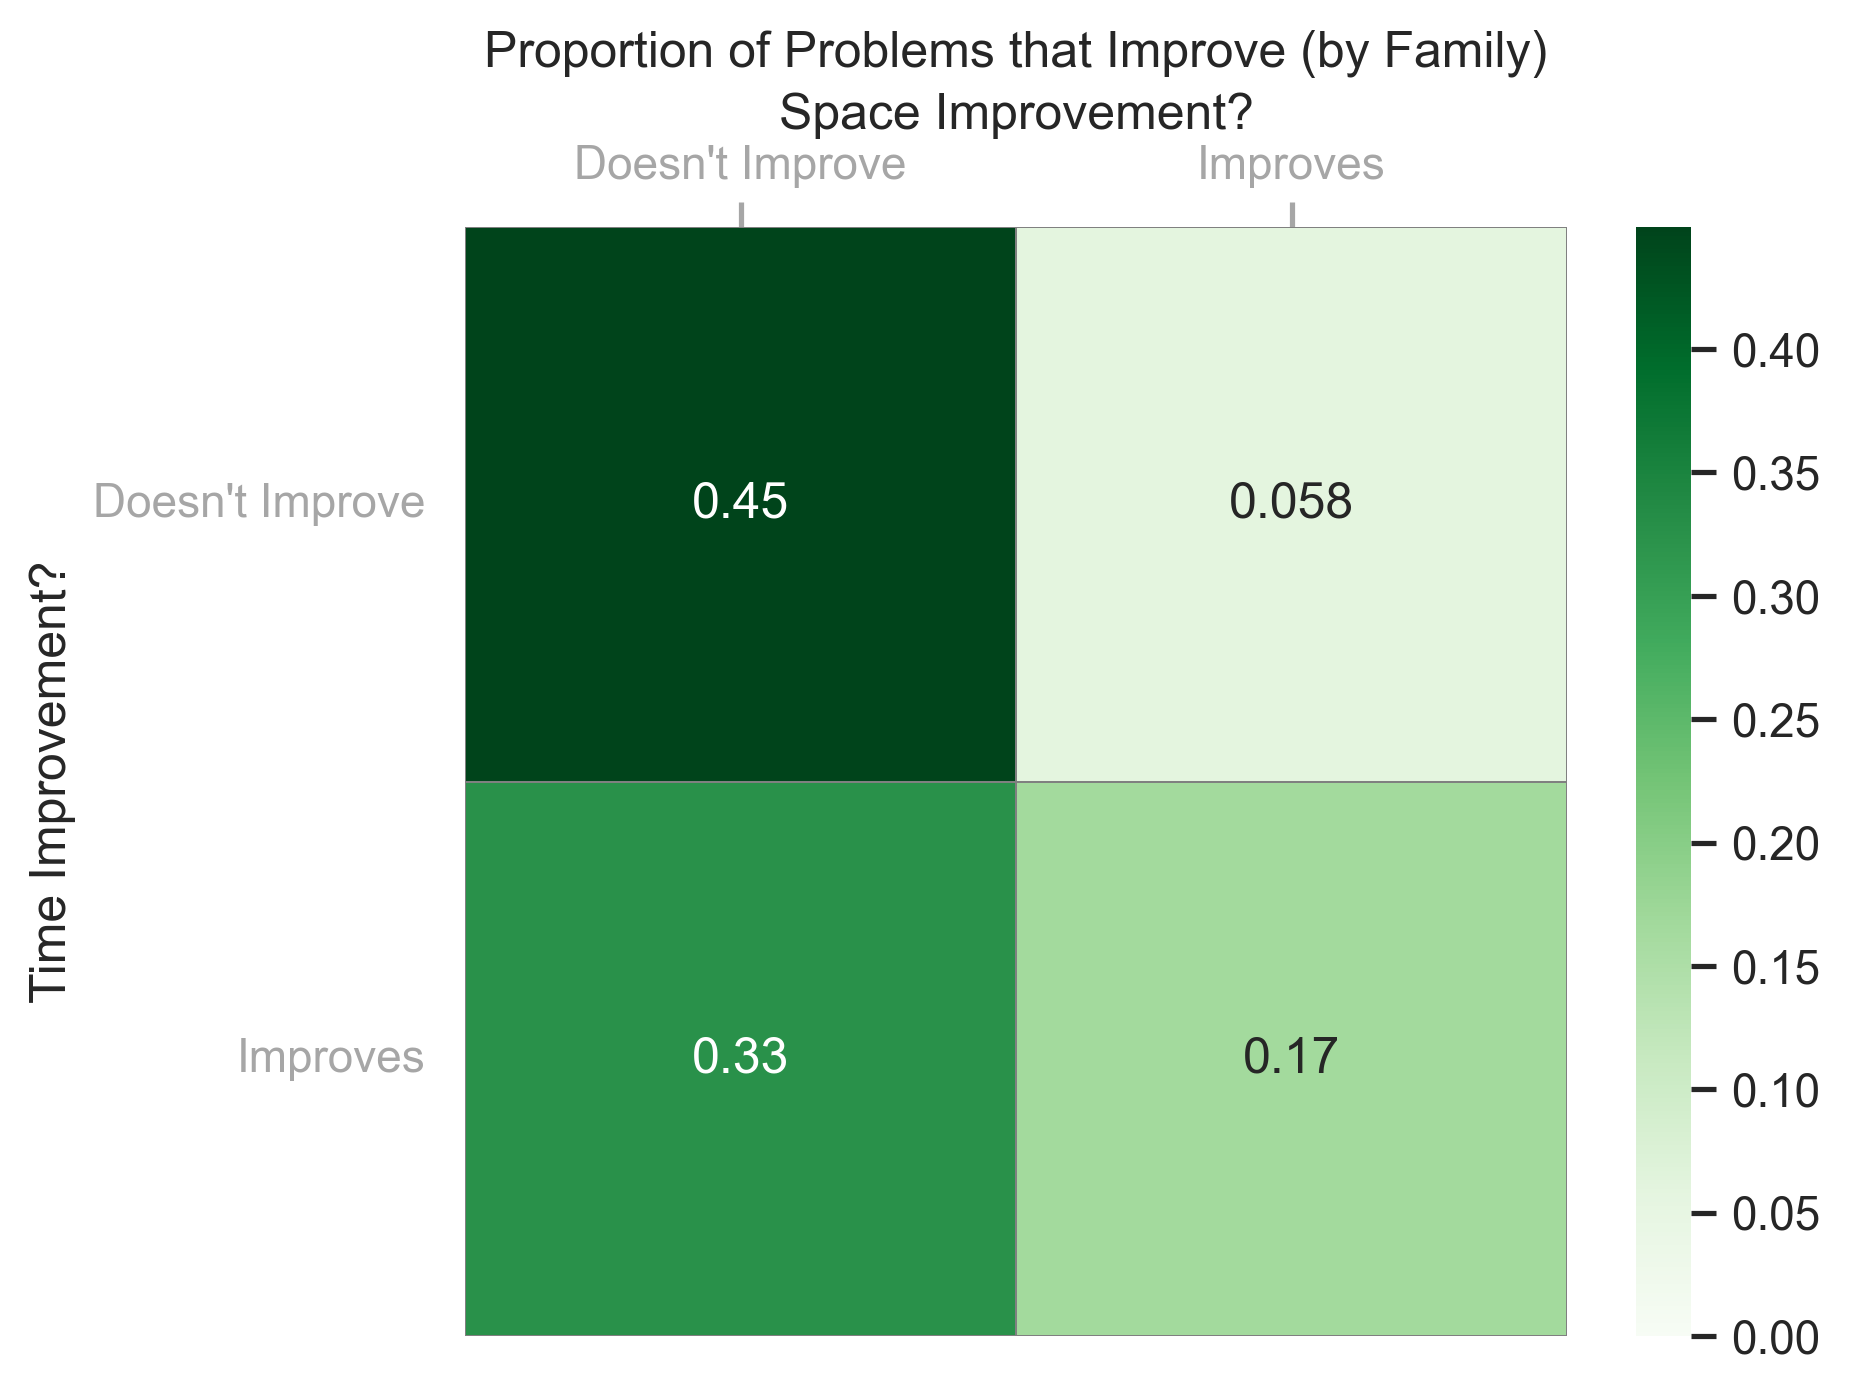 Proportion of Problems that Improve (by Family)
Space Improvement?
Doesn't Improve
Improves
Time Improvement?
Doesn't Improve
0.45
0.058
Improves
0.33
0.17
0.40
0.35
0.30
0.25
0.20
0.15
0.10
0.05
0.00